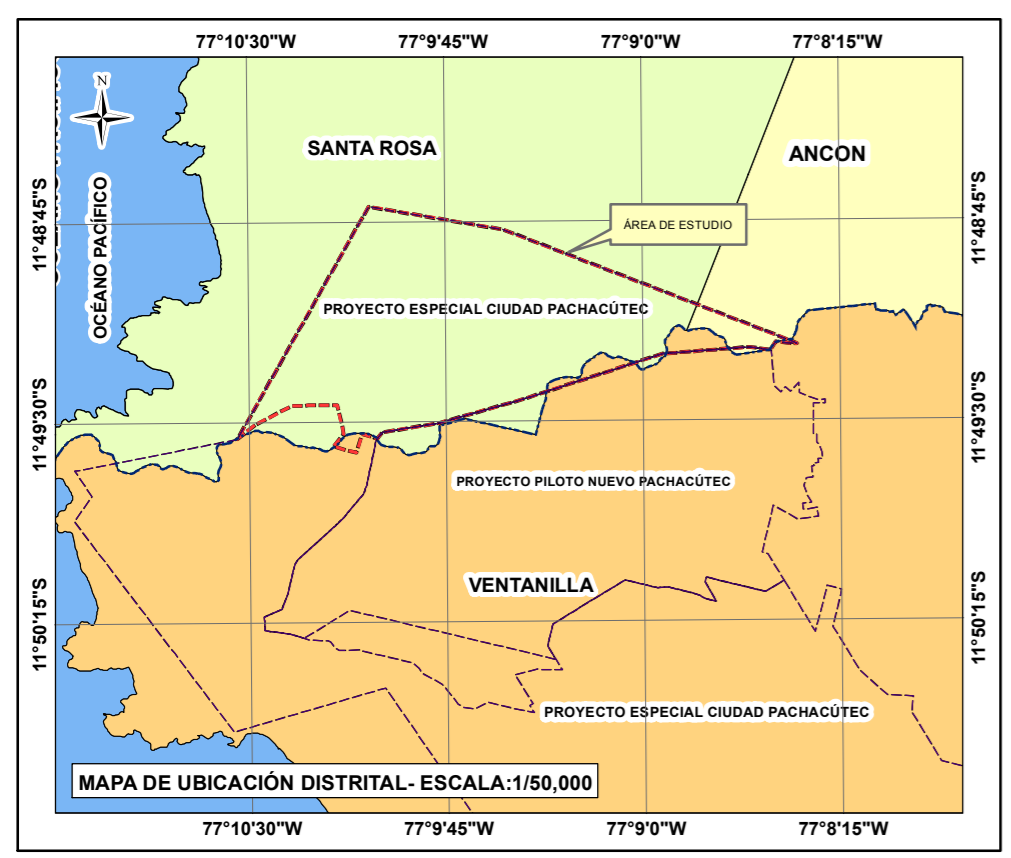 77°10'30"W 77°9'45"W 77°9'0"W 77°8'15"W
N
SANTA ROSA
ANCON
11°48'45"S
11°48'45"S
OCÉANO PACÍFICO
ÁREA DE ESTUDIO
PROYECTO ESPECIAL CIUDAD PACHACÚTEC
11°49'30"S
11°49'30"S
PROYECTO PILOTO NUEVO PACHACÚTEC
VENTANILLA
11°50'15"S
11°50'15"S
PROYECTO ESPECIAL CIUDAD PACHACÚTEC
MAPA DE UBICACIÓN DISTRITAL- ESCALA:1/50,000
77°10'30"W 77°9'45"W 77°9'0"W 77°8'15"W